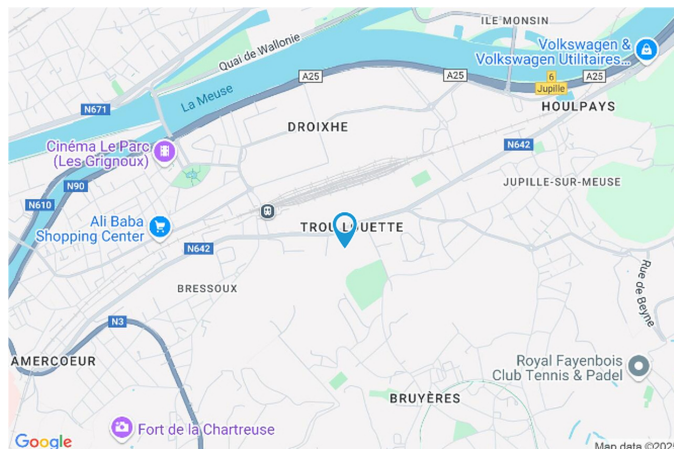 ILE MONSIN
Quai de Wallonie
Volkswagen &
Volkswagen Utilitaires...
A25
A25
A25
6
Jupille
La Meuse
N671
HOULPAYS
DROIXHE
N642
Cinéma Le Parc
(Les Grignoux)
JUPILLE-SUR-MEUSE
N90
N610
Ali Baba
Shopping Center
TROU LOUETTE
N642
Rue de Beyne
BRESSOUX
N3
AMERCOEUR
Royal Fayenbois
Club Tennis & Padel
BRUYÈRES
Fort de la Chartreuse
Google
Map data ©2025